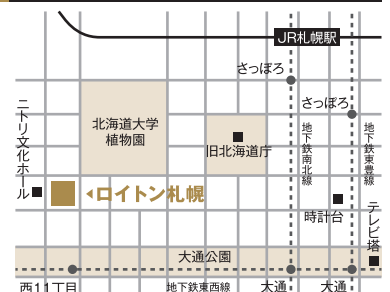 JR札幌駅
さっぽろ
さっぽろ
北海道大学
植物園
旧北海道庁
地下鉄南北線
地下鉄東豊線
ニトリ文化ホール
◀ロイトン札幌
時計台
テレビ塔
大通公園
西11丁目
地下鉄東西線
大通
大通